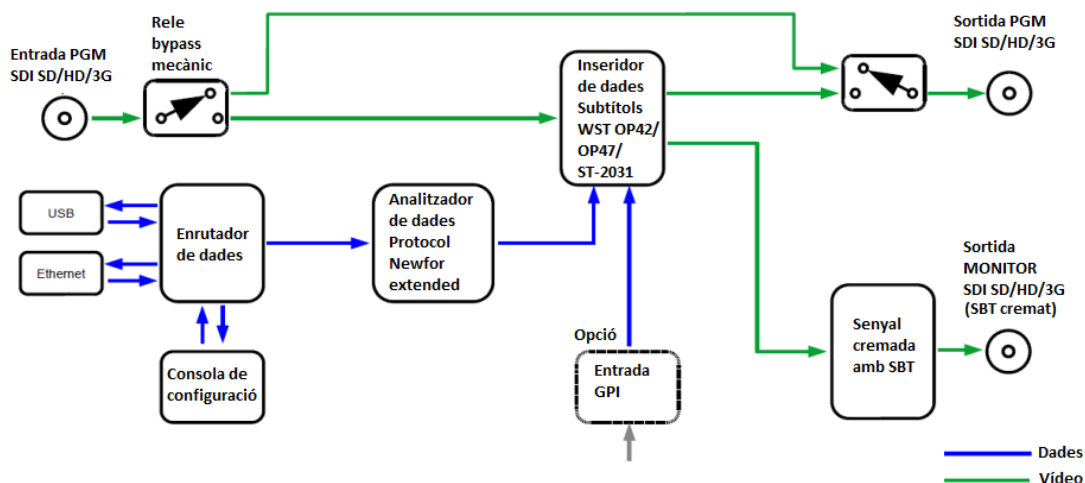 Entrada PGM
SDI SD/HD/3G
Rele
bypass
mecànic
Inseridor
de dades
Subtítols
WST OP42/
OP47/
ST-2031
Sortida PGM
SDI SD/HD/3G
USB
Ethernet
Enrutador
de dades
Analitzador
de dades
Protocol
Newfor
extended
Consola de
configuració
Opció
Entrada
GPI
Senyal
cremada
amb SBT
Sortida
MONITOR
SDI SD/HD/3G
(SBT cremat)
Dades
Vídeo